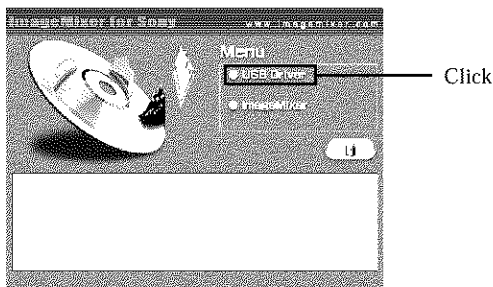 ImageMixer for Sony
www.imagemixer.com
Menu
USB Driver
Click
ImageMixer